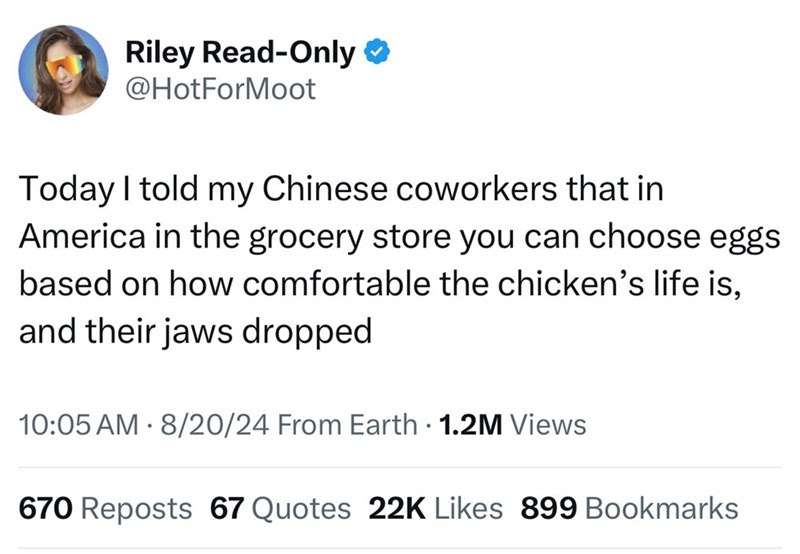 Riley Read-Only
@HotForMoot
Today I told my Chinese coworkers that in
America in the grocery store you can choose eggs
based on how comfortable the chicken’s life is,
and their jaws dropped
10:05 AM · 8/20/24 From Earth · 1.2M Views
670 Reposts 67 Quotes 22K Likes 899 Bookmarks